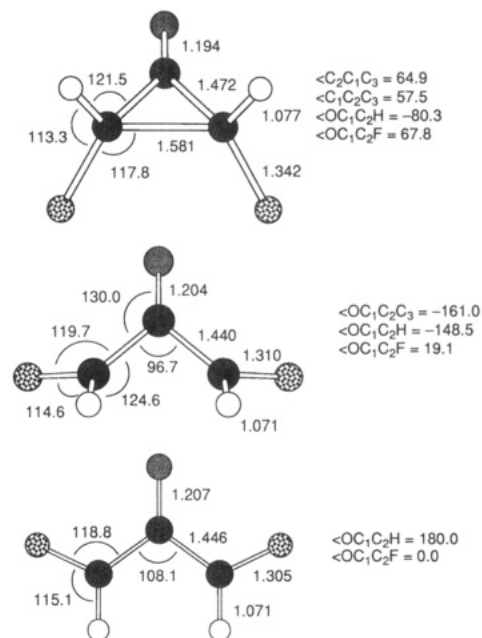 1.194
121.5
1.472
<C₂C₁C₃ = 64.9
<C₁C₂C₃ = 57.5
<OC₁C₂H = –80.3
<OC₁C₂F = 67.8
1.077
113.3
1.581
117.8
1.342
130.0
1.204
<OC₁C₂C₃ = –161.0
<OC₁C₂H = –148.5
<OC₁C₂F = 19.1
119.7
1.440
1.310
96.7
114.6
124.6
1.071
1.207
118.8
1.446
<OC₁C₂H = 180.0
<OC₁C₂F = 0.0
108.1
1.305
115.1
1.071